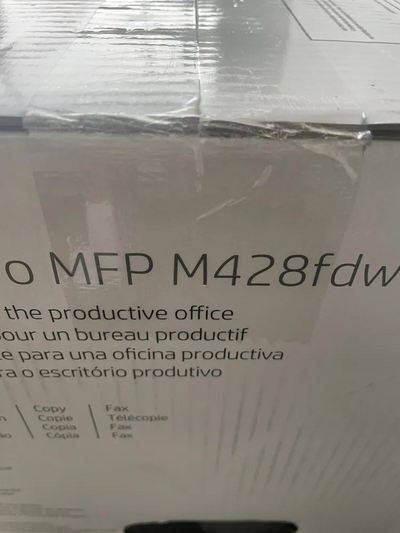 o MFP M428fdw
the productive office
pour un bureau productif
para una oficina productiva
o escritório produtivo
Copy
Copie
Copia
Cópia
Fax
Télécopie
Fax
Fax